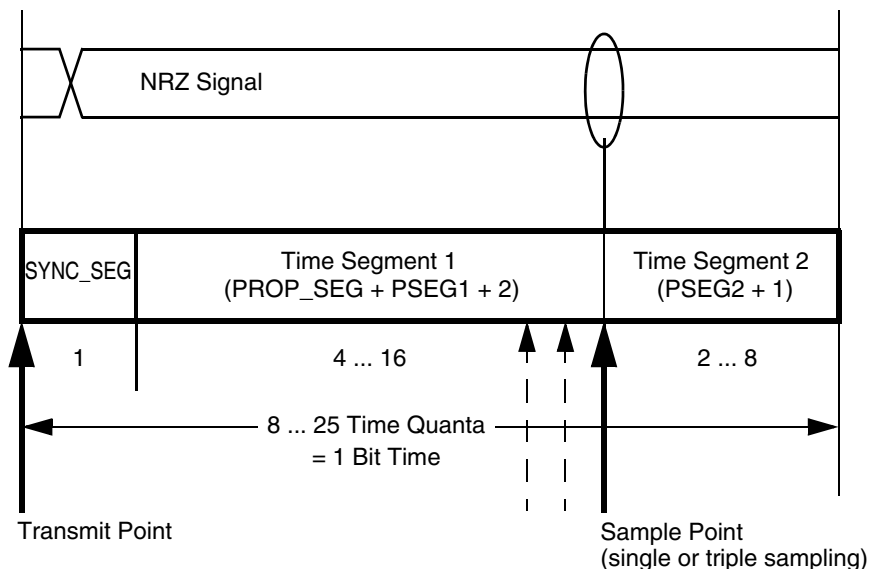 NRZ Signal
SYNC_SEG
Time Segment 1
(PROP_SEG + PSEG1 + 2)
Time Segment 2
(PSEG2 + 1)
1
4 ... 16
2 ... 8
8 ... 25 Time Quanta
= 1 Bit Time
Transmit Point
Sample Point
(single or triple sampling)